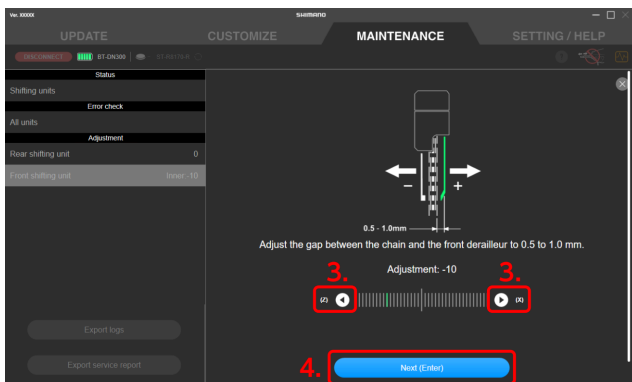 Ver. XXXXX
SHIMANO
UPDATE
CUSTOMIZE
MAINTENANCE
SETTING / HELP
DISCONNECT
BT-DN300
Status
Shifting units
Error check
All units
Adjustment
Rear shifting unit 0
Front shifting unit Inner -10
Export logs
Export service report
− +
0.5 - 1.0mm
Adjust the gap between the chain and the front derailleur to 0.5 to 1.0 mm.
Adjustment: -10
3. 3.
(Z) (X)
4. Next (Enter)